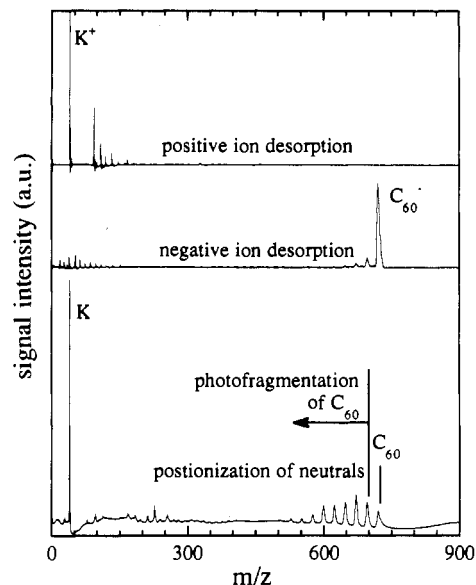 K+
positive ion desorption
C60
negative ion desorption
K
photofragmentation
of C60
C60
postionization of neutrals
signal intensity (a.u.)
0 300 600 900
m/z